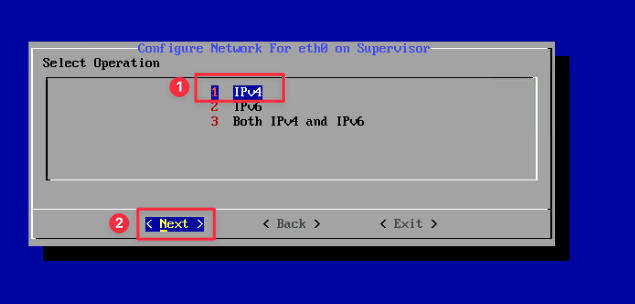 Configure Network For eth0 on Supervisor
Select Operation
1 1 IPv4
2 IPv6
3 Both IPv4 and IPv6
2 < Next > < Back > < Exit >